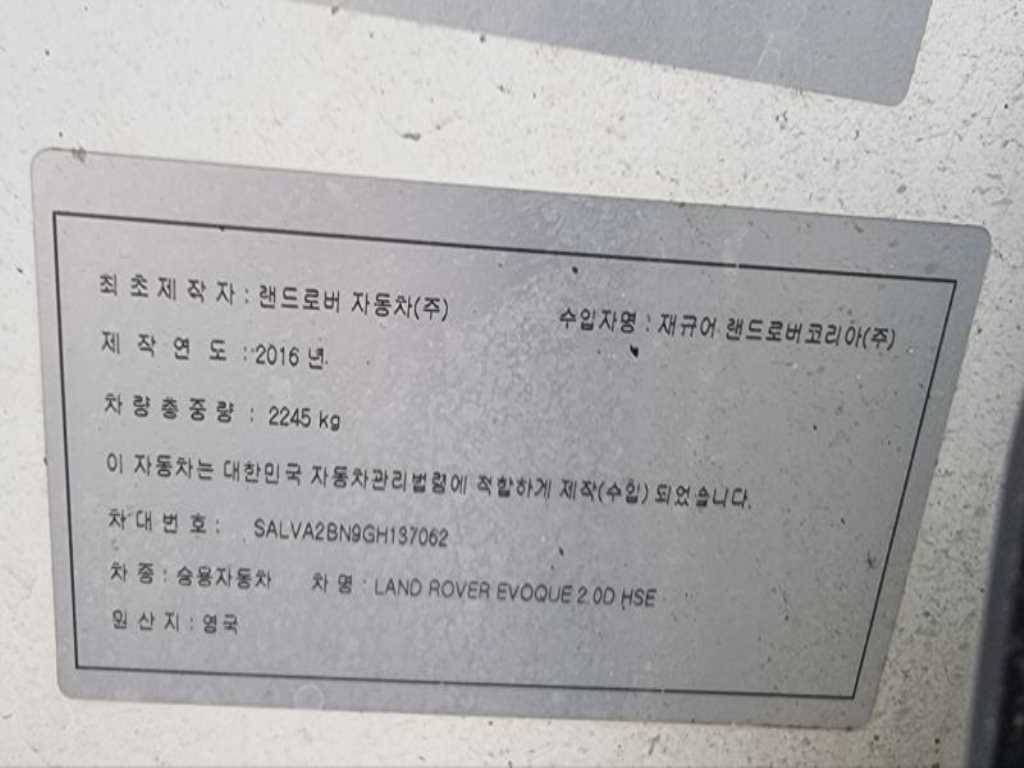 최초제작자 : 랜드로버 자동차(주) 수입자명 : 재규어 랜드로버코리아(주)
제작연도 : 2016 년
차량총중량 : 2245 kg
이 자동차는 대한민국 자동차관리법령에 적합하게 제작(수입) 되었습니다.
차대번호 : SALVA2BN9GH137062
차종 : 승용자동차 차명 : LAND ROVER EVOQUE 2.0D HSE
원산지 : 영국